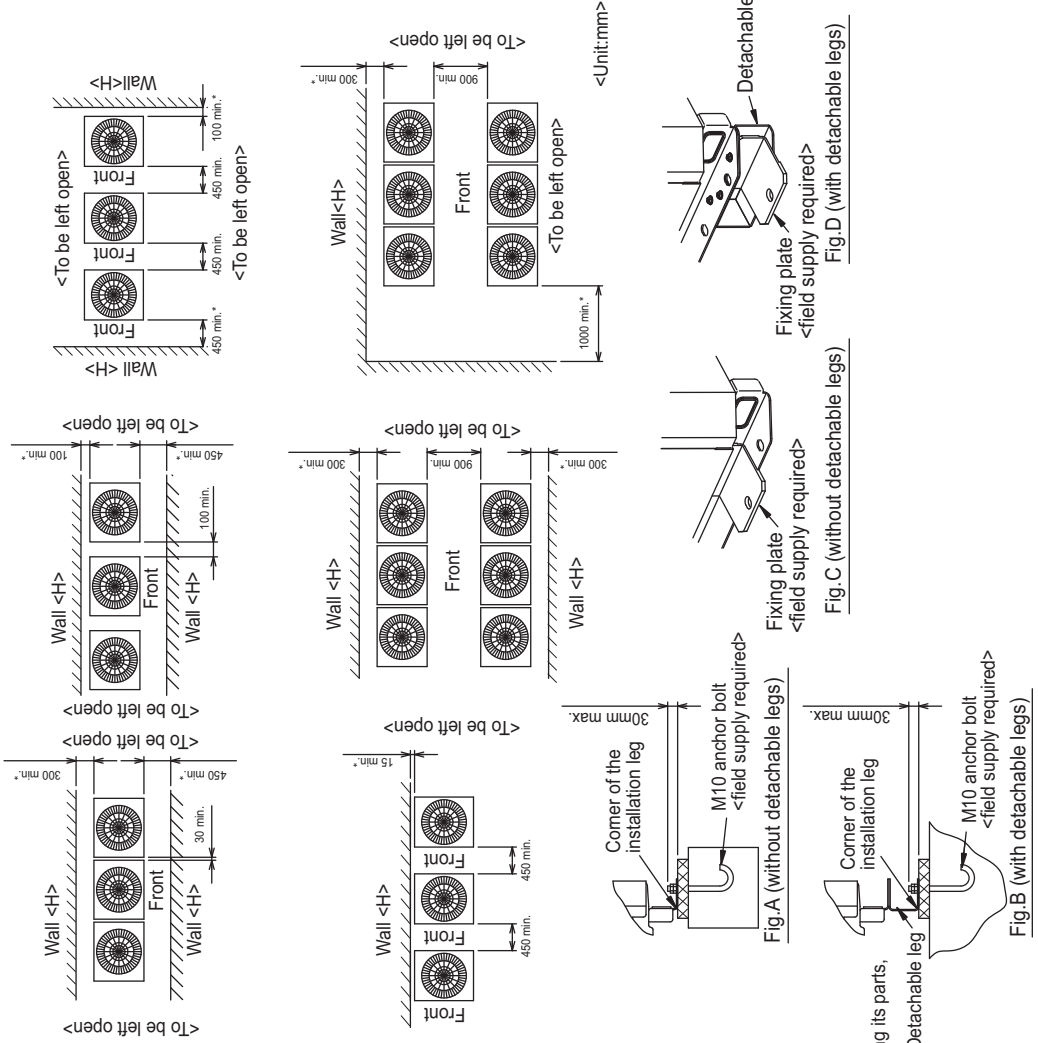 Wall <H>
<To be left open>
<To be left open>
300 min.*
450 min.*
30 min.
Front
Wall <H>
Wall <H>
<To be left open>
<To be left open>
100 min.*
450 min.*
100 min.
Front
Wall <H>
<To be left open>
Wall <H>
Wall<H>
Front
Front
Front
450 min.*
450 min.
450 min.
100 min.*
<To be left open>
15 min.*
<To be left open>
Front
Front
Front
450 min.
450 min.
Wall <H>
300 min.*
900 min.
300 min.*
<To be left open>
Front
Wall <H>
Wall<H>
300 min.*
900 min.
<To be left open>
Front
<To be left open>
1000 min.*
<Unit:mm>
Corner of the
installation leg
30mm max.
M10 anchor bolt
<field supply required>
Fig.A (without detachable legs)
Corner of the
installation leg
30mm max.
M10 anchor bolt
<field supply required>
Fig.B (with detachable legs)
ng its parts,
Detachable leg
Fixing plate
<field supply required>
Fig.C (without detachable legs)
Detachable
Fixing plate
<field supply required>
Fig.D (with detachable legs)